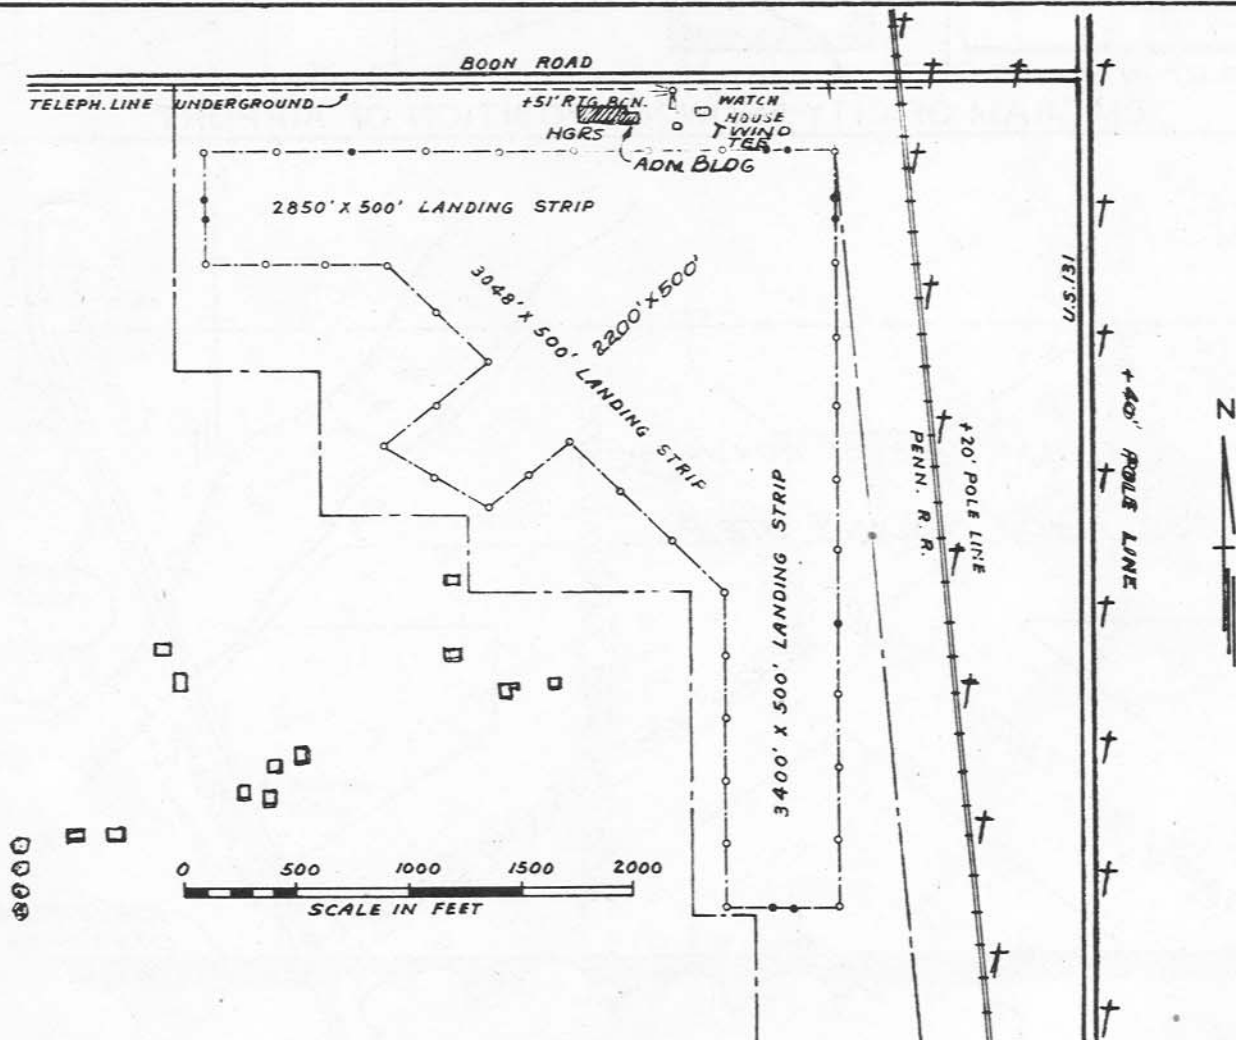 BOON ROAD
TELEPH. LINE UNDERGROUND
+51' RTG. BCN.
WATCH
HOUSE
HGRS
WIND
TEE
ADM. BLDG
2850' X 500' LANDING STRIP
3048' X 500' LANDING STRIP
2200' X 500'
3400' X 500' LANDING STRIP
U.S. 131
+20' POLE LINE
PENN. R. R.
+40' POLE LINE
N
0 500 1000 1500 2000
SCALE IN FEET